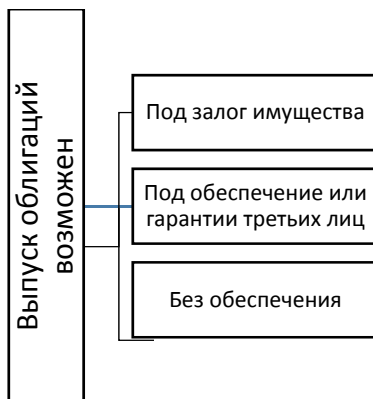 Выпуск облигаций
возможен
Под залог имущества
Под обеспечение или
гарантии третьих лиц
Без обеспечения